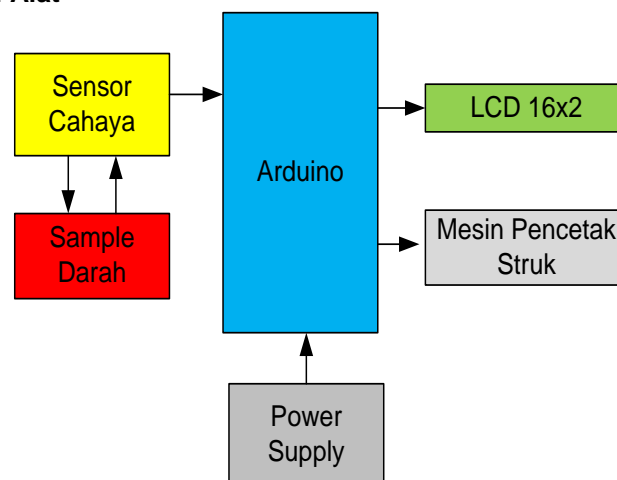 Alat
Sensor
Cahaya
Arduino
LCD 16x2
Sample
Darah
Mesin Pencetak
Struk
Power
Supply